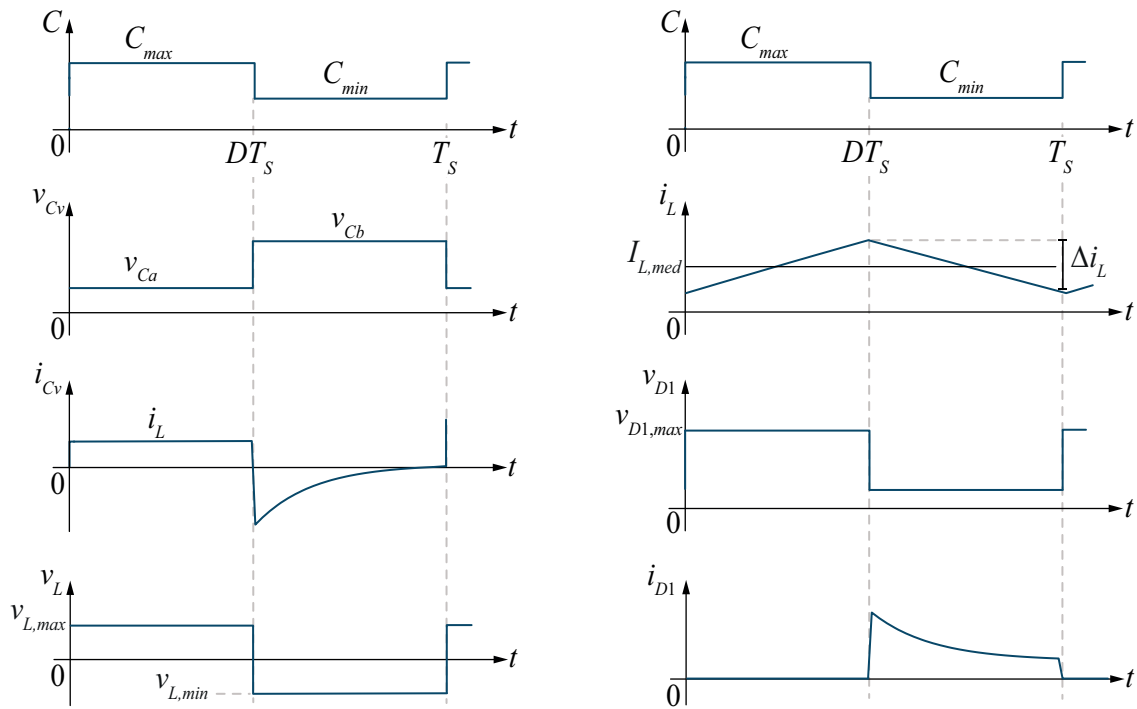 C
C_max
C_min
0
DT_S
T_S
t
v_Cv
v_Cb
v_Ca
0
t
i_Cv
i_L
0
t
v_L
v_L,max
0
v_L,min
t
C
C_max
C_min
0
DT_S
T_S
t
i_L
I_L,med
Δi_L
0
t
v_D1
v_D1,max
0
t
i_D1
0
t